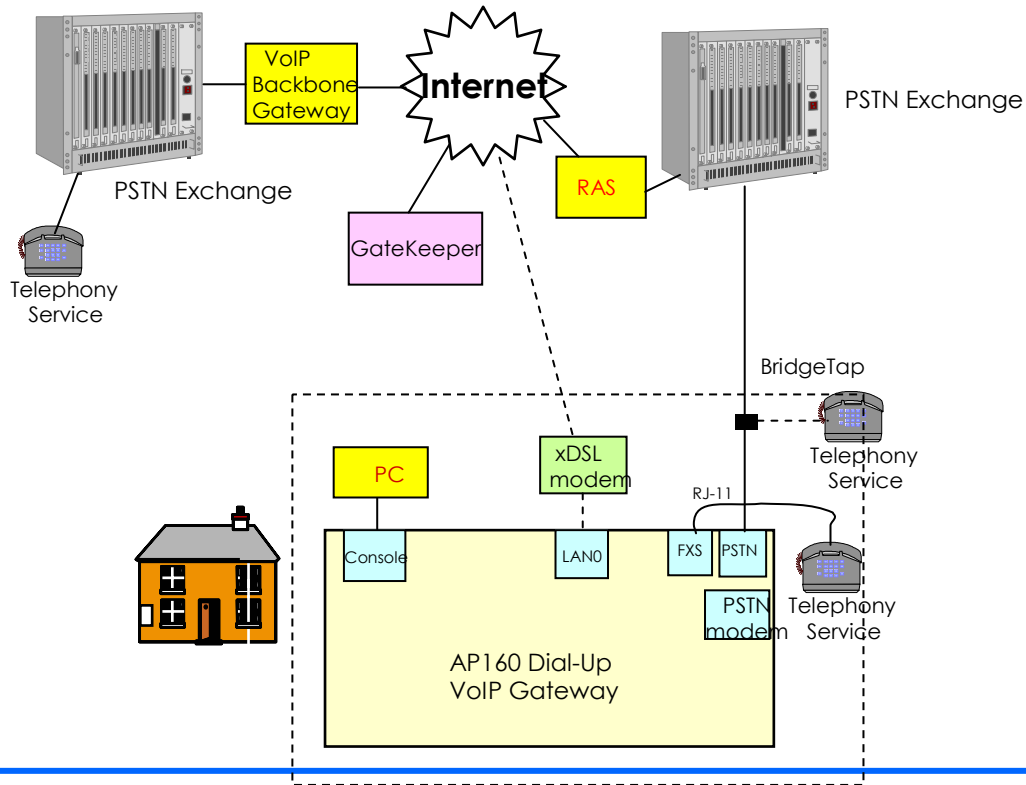 VoIP
Backbone
Gateway
Internet
PSTN Exchange
PSTN Exchange
RAS
GateKeeper
Telephony
Service
BridgeTap
xDSL
modem
PC
Telephony
Service
RJ-11
Console
LAN0
FXS
PSTN
PSTN
modem
Telephony
Service
AP160 Dial-Up
VoIP Gateway